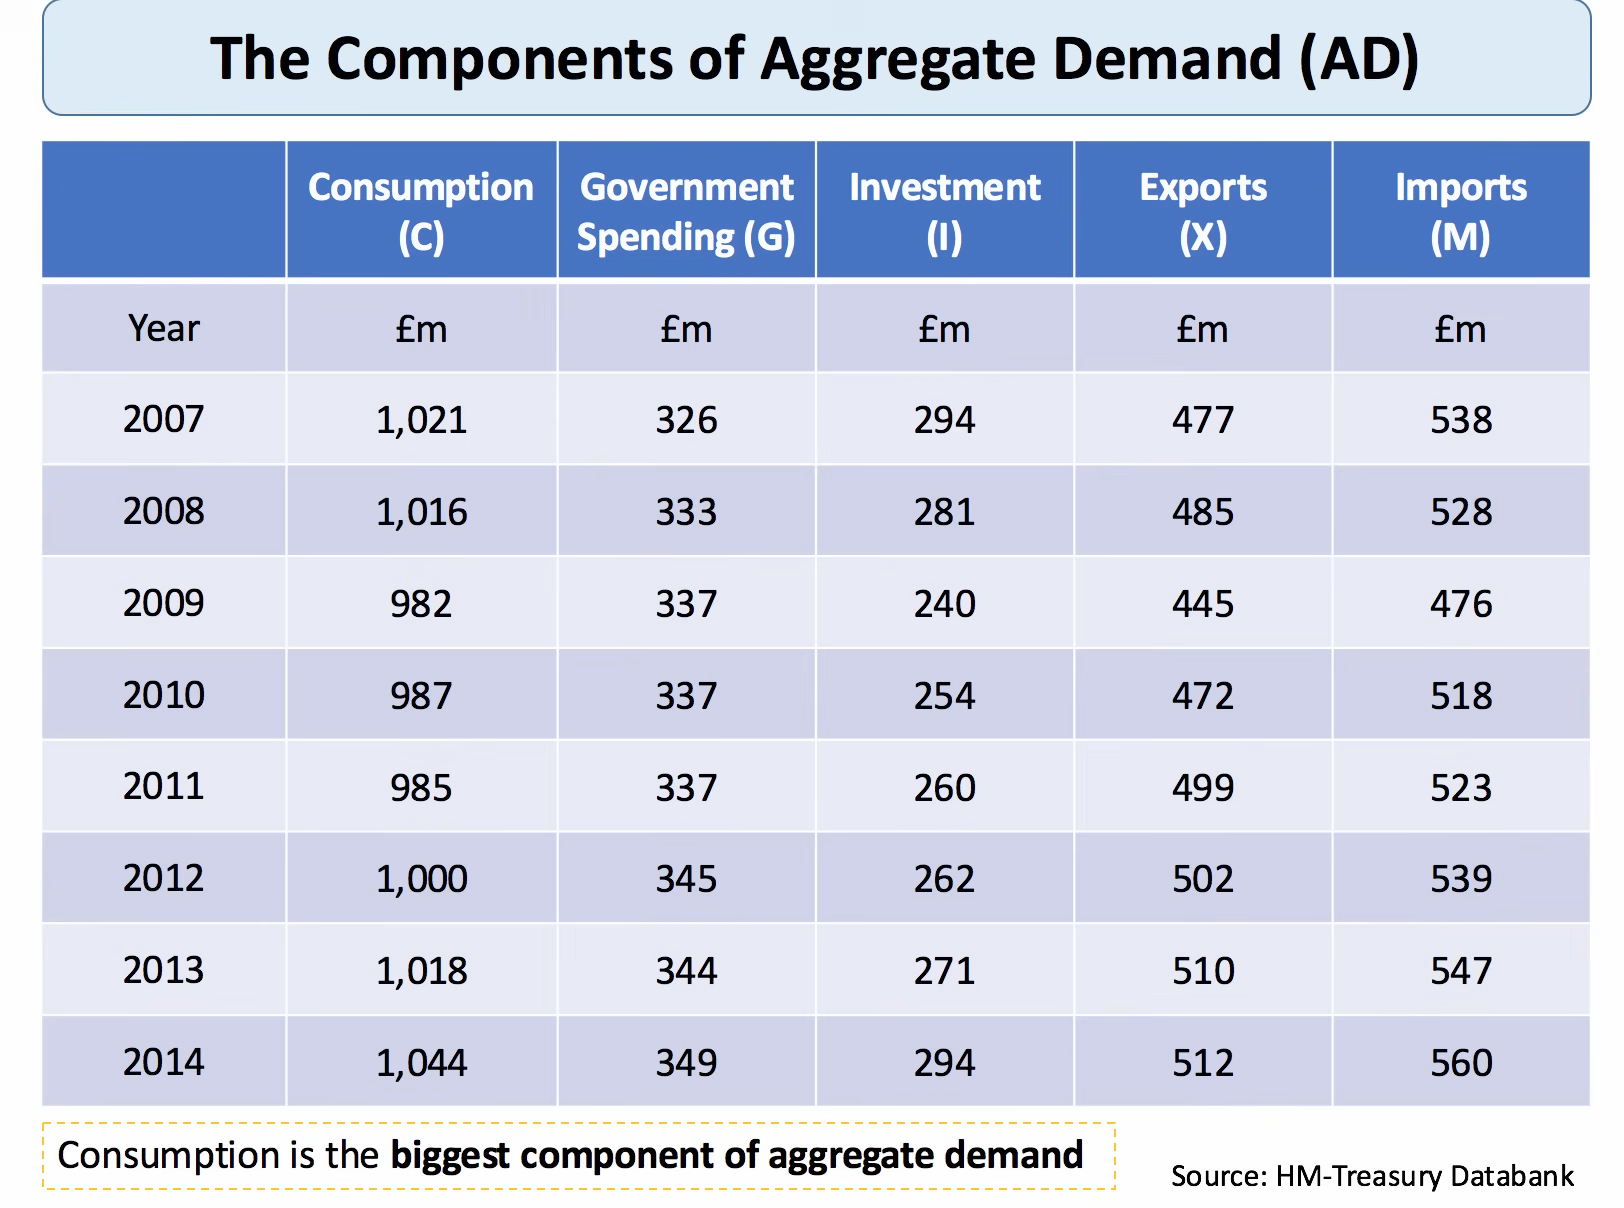 The Components of Aggregate Demand (AD)
Consumption (C) Government Spending (G) Investment (I) Exports (X) Imports (M)
Year £m £m £m £m £m
2007 1,021 326 294 477 538
2008 1,016 333 281 485 528
2009 982 337 240 445 476
2010 987 337 254 472 518
2011 985 337 260 499 523
2012 1,000 345 262 502 539
2013 1,018 344 271 510 547
2014 1,044 349 294 512 560
Consumption is the biggest component of aggregate demand
Source: HM-Treasury Databank